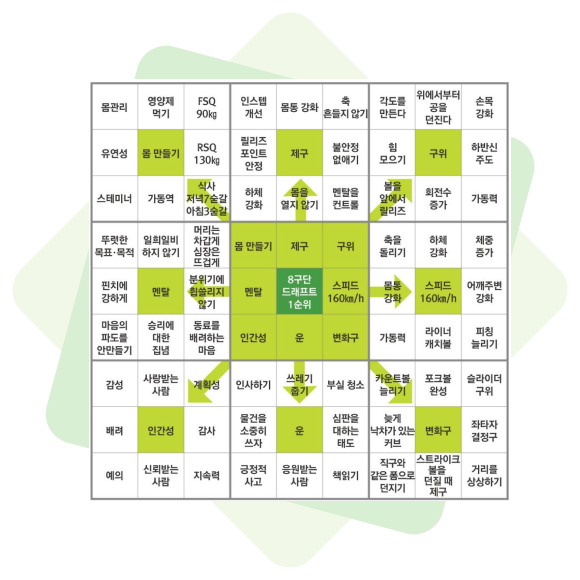 몸관리
영양제
먹기
FSQ
90kg
인스텝
개선
몸통 강화
축
흔들지 않기
각도를
만든다
위에서부터
공을
던진다
손목
강화
유연성
몸 만들기
RSQ
130kg
릴리즈
포인트
안정
제구
불안정
없애기
힘
모으기
구위
하반신
주도
스테미너
가동역
식사
저녁7숟갈
아침3숟갈
하체
강화
몸을
열지 않기
멘탈을
컨트롤
볼을
앞에서
릴리즈
회전수
증가
가동력
뚜렷한
목표·목적
일희일비
하지 않기
머리는
차갑게
심장은
뜨겁게
몸 만들기
제구
구위
축을
돌리기
하체
강화
체중
증가
핀치에
강하게
멘탈
분위기에
휩쓸리지
않기
멘탈
8구단
드래프트
1순위
스피드
160km/h
몸통
강화
스피드
160km/h
어깨주변
강화
마음의
파도를
안만들기
승리에
대한
집념
동료를
배려하는
마음
인간성
운
변화구
가동력
라이너
캐치볼
피칭
늘리기
감성
사랑받는
사람
계획성
인사하기
쓰레기
줍기
부실 청소
카운트볼
늘리기
포크볼
완성
슬라이더
구위
배려
인간성
감사
물건을
소중히
쓰자
운
심판을
대하는
태도
늦게
낙차가 있는
커브
변화구
좌타자
결정구
예의
신뢰받는
사람
지속력
긍정적
사고
응원받는
사람
책읽기
직구와
같은 폼으로
던지기
스트라이크
볼을
던질 때
제구
거리를
상상하기